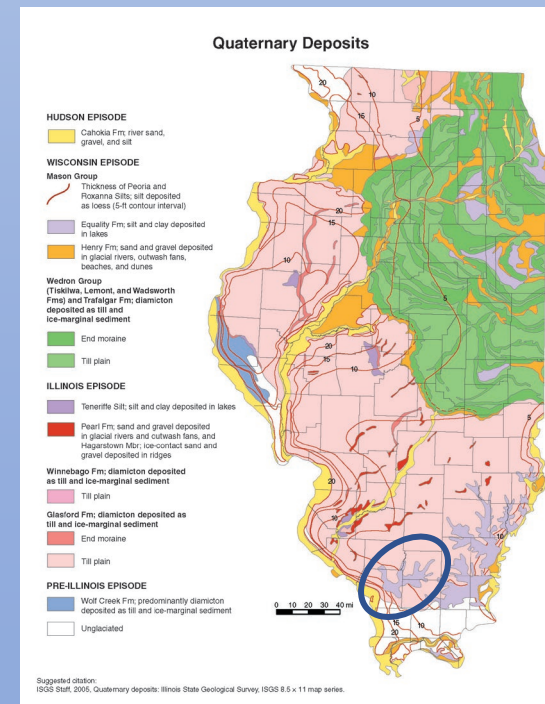 Quaternary Deposits
HUDSON EPISODE
Cahokia Fm; river sand,
gravel, and silt
WISCONSIN EPISODE
Mason Group
Thickness of Peoria and
Roxanna Silts; silt deposited
as loess (5-ft contour interval)
Equality Fm; silt and clay deposited
in lakes
Henry Fm; sand and gravel deposited
in glacial rivers, outwash fans,
beaches, and dunes
Wedron Group
(Tiskilwa, Lemont, and Wadsworth
Fms) and Trafalgar Fm; diamicton
deposited as till and
ice-marginal sediment
End moraine
Till plain
ILLINOIS EPISODE
Teneriffe Silt; silt and clay deposited in lakes
Pearl Fm; sand and gravel deposited
in glacial rivers and outwash fans, and
Hagarstown Mbr; ice-contact sand and
gravel deposited in ridges
Winnebago Fm; diamicton deposited
as till and ice-marginal sediment
Till plain
Glasford Fm; diamicton deposited as
till and ice-marginal sediment
End moraine
Till plain
PRE-ILLINOIS EPISODE
Wolf Creek Fm; predominantly diamicton
deposited as till and ice-marginal sediment
Unglaciated
20
10
15
5
20
15
10
5
20
15
10
5
20
10
10
0 10 20 30 40 mi
15
10
20
Suggested citation:
ISGS Staff, 2005, Quaternary deposits: Illinois State Geological Survey, ISGS 8.5 x 11 map series.